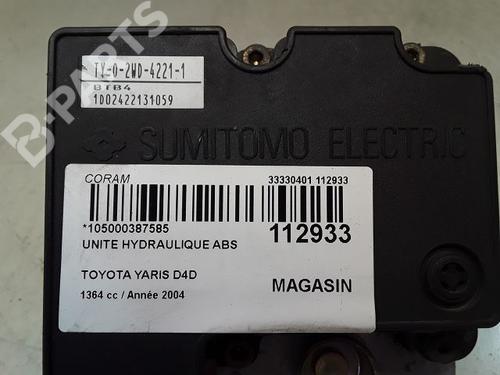 B-PARTS
TY-0-2WD-4221-1
BTB4
1D02422131059
SUMITOMO ELECTRIC
CORAM
33330401 112933
*105000387585
UNITE HYDRAULIQUE ABS
112933
TOYOTA YARIS D4D
MAGASIN
1364 cc / Année 2004